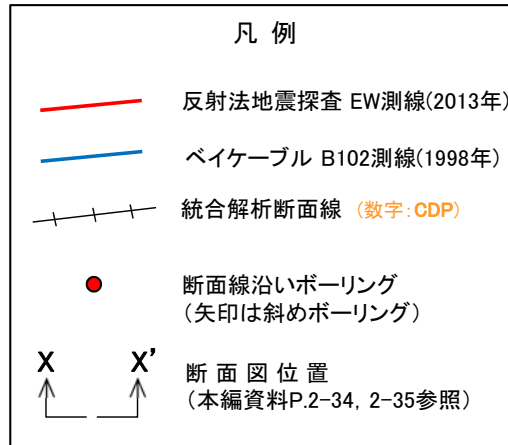 凡 例
反射法地震探査 EW測線(2013年)
ベイケーブル B102測線(1998年)
統合解析断面線 (数字:CDP)
断面線沿いボーリング
(矢印は斜めボーリング)
X X'
断 面 図 位 置
(本編資料P.2-34, 2-35参照)